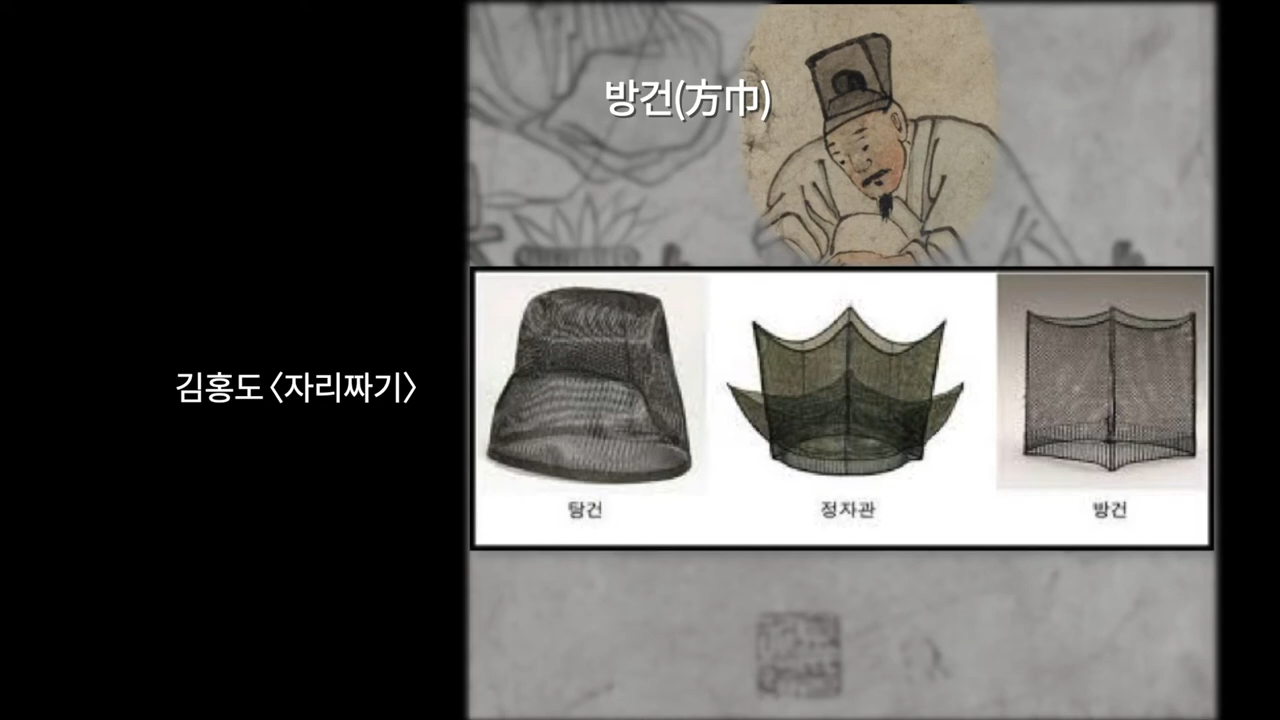 방건(方巾)
김홍도 〈자리짜기〉
탕건
정자관
방건